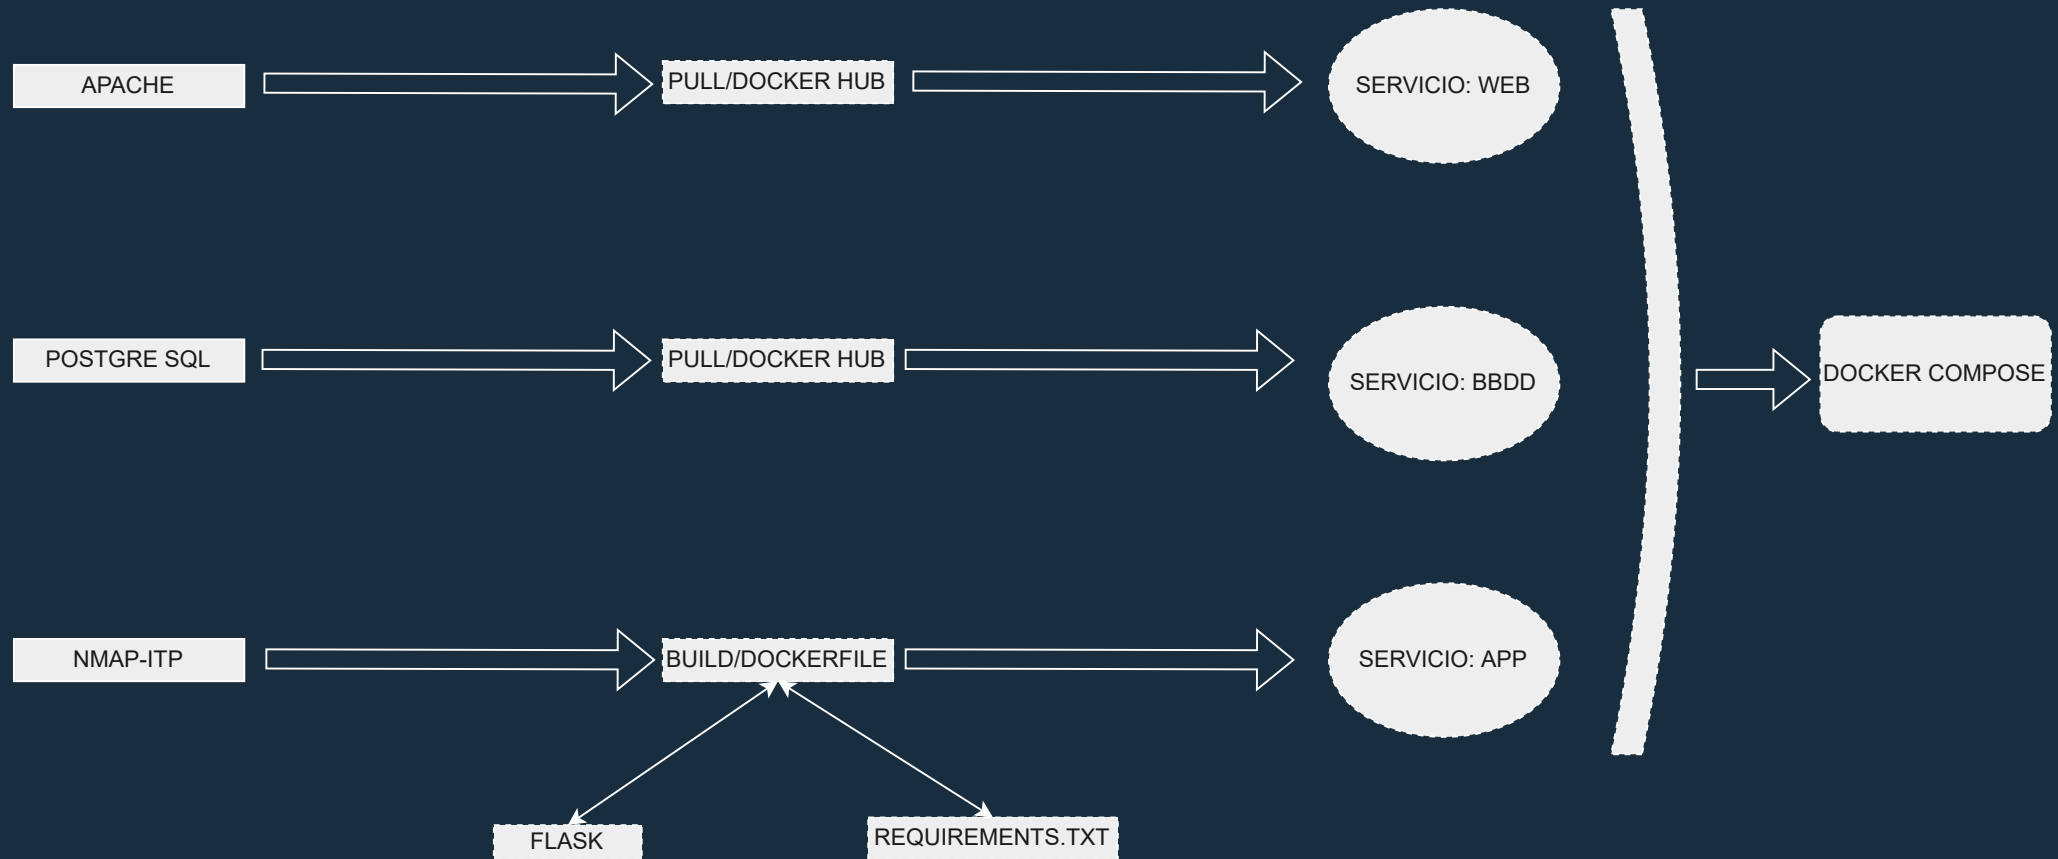 APACHE
PULL/DOCKER HUB
SERVICIO: WEB
POSTGRE SQL
PULL/DOCKER HUB
SERVICIO: BBDD
DOCKER COMPOSE
NMAP-ITP
BUILD/DOCKERFILE
SERVICIO: APP
FLASK
REQUIREMENTS.TXT